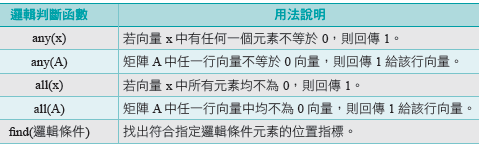 邏輯判斷函數 用法說明
any(x) 若向量 x 中有任何一個元素不等於 0，則回傳 1。
any(A) 矩陣 A 中任一行向量不等於 0 向量，則回傳 1 給該行向量。
all(x) 若向量 x 中所有元素均不為 0，則回傳 1。
all(A) 矩陣 A 中任一行向量中均不為 0 向量，則回傳 1 給該行向量。
find(邏輯條件) 找出符合指定邏輯條件元素的位置指標。